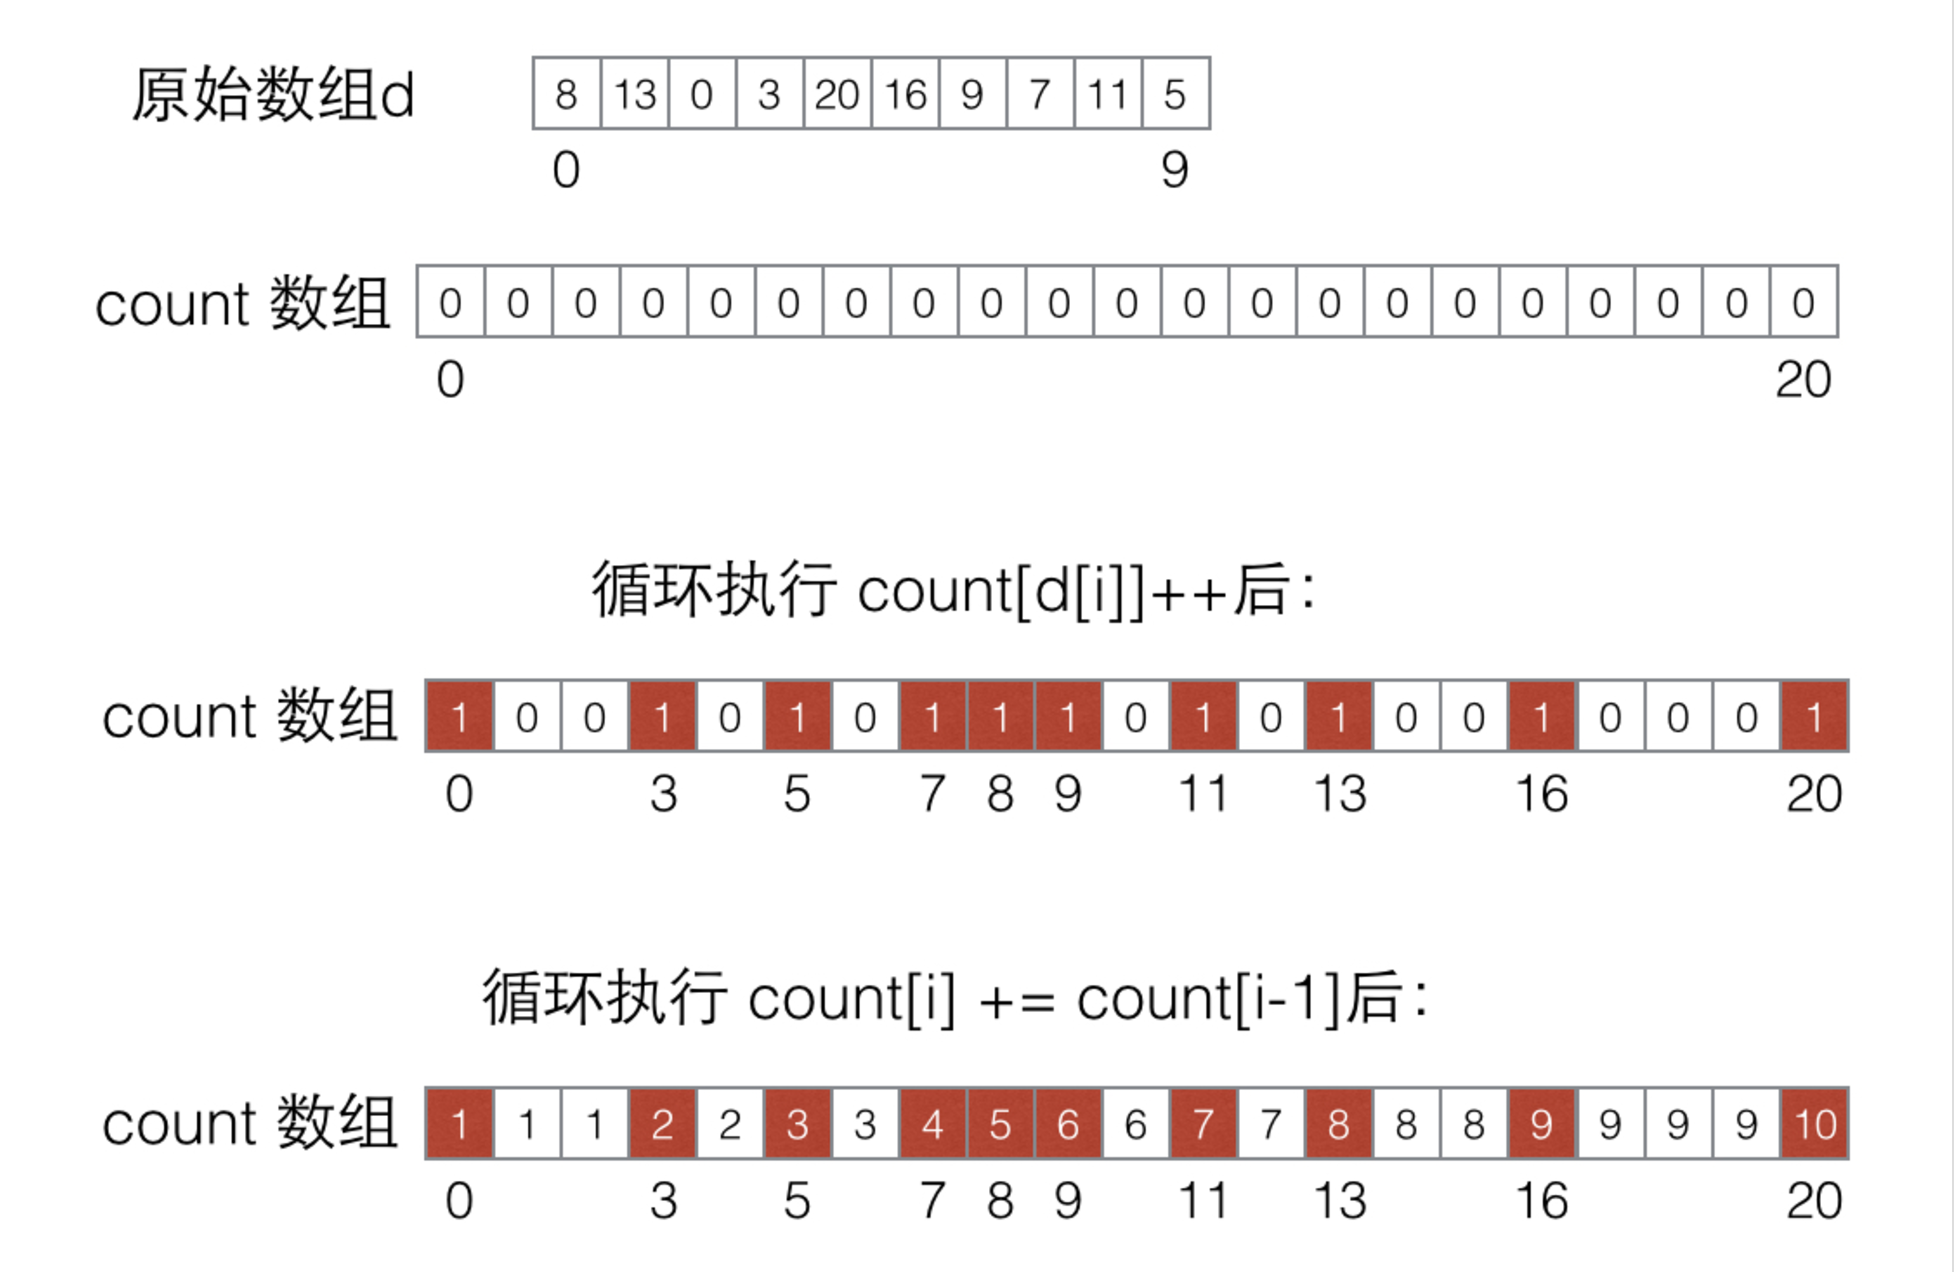 原始数组d 8 13 0 3 20 16 9 7 11 5
0 9
count 数组 0 0 0 0 0 0 0 0 0 0 0 0 0 0 0 0 0 0 0 0 0
0 20
循环执行 count[d[i]]++后：
count 数组 1 0 0 1 0 1 0 1 1 1 0 1 0 1 0 0 1 0 0 0 1
0 3 5 7 8 9 11 13 16 20
循环执行 count[i] += count[i-1]后：
count 数组 1 1 1 2 2 3 3 4 5 6 6 7 7 8 8 8 9 9 9 9 10
0 3 5 7 8 9 11 13 16 20